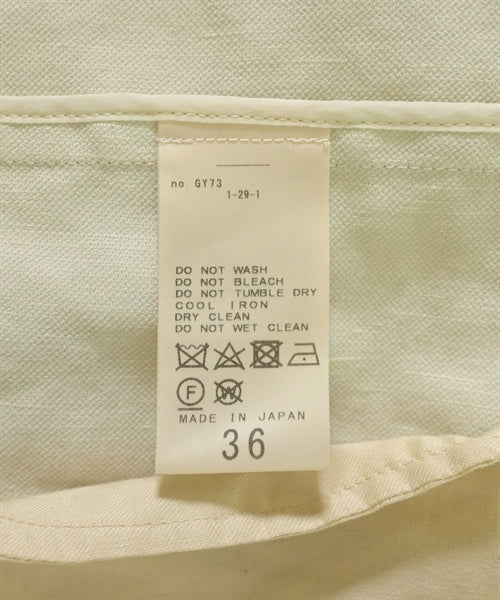 no. GY73
1-29-1
DO NOT WASH
DO NOT BLEACH
DO NOT TUMBLE DRY
COOL IRON
DRY CLEAN
DO NOT WET CLEAN
F W
MADE IN JAPAN
36